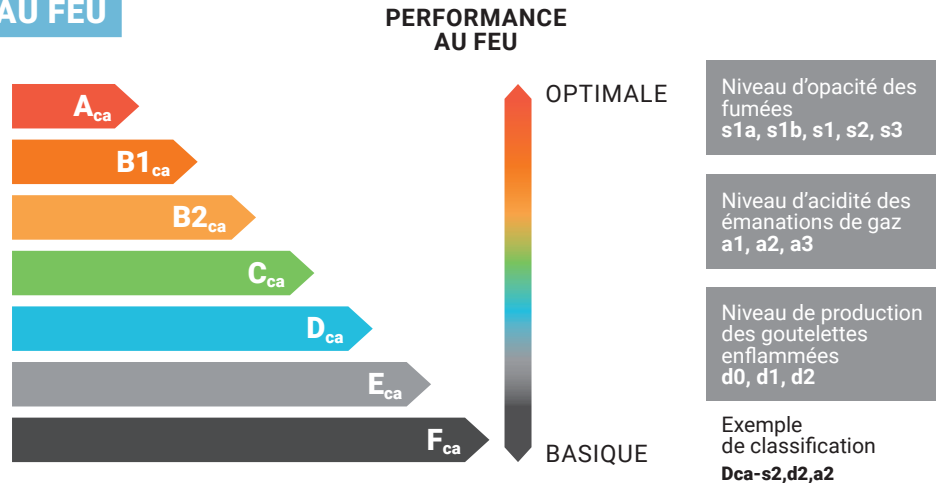 AU FEU
PERFORMANCE
AU FEU
Aca
B1ca
B2ca
Cca
Dca
Eca
Fca
OPTIMALE
BASIQUE
Niveau d'opacité des
fumées
s1a, s1b, s1, s2, s3
Niveau d'acidité des
émanations de gaz
a1, a2, a3
Niveau de production
des goutelettes
enflammées
d0, d1, d2
Exemple
de classification
Dca-s2,d2,a2